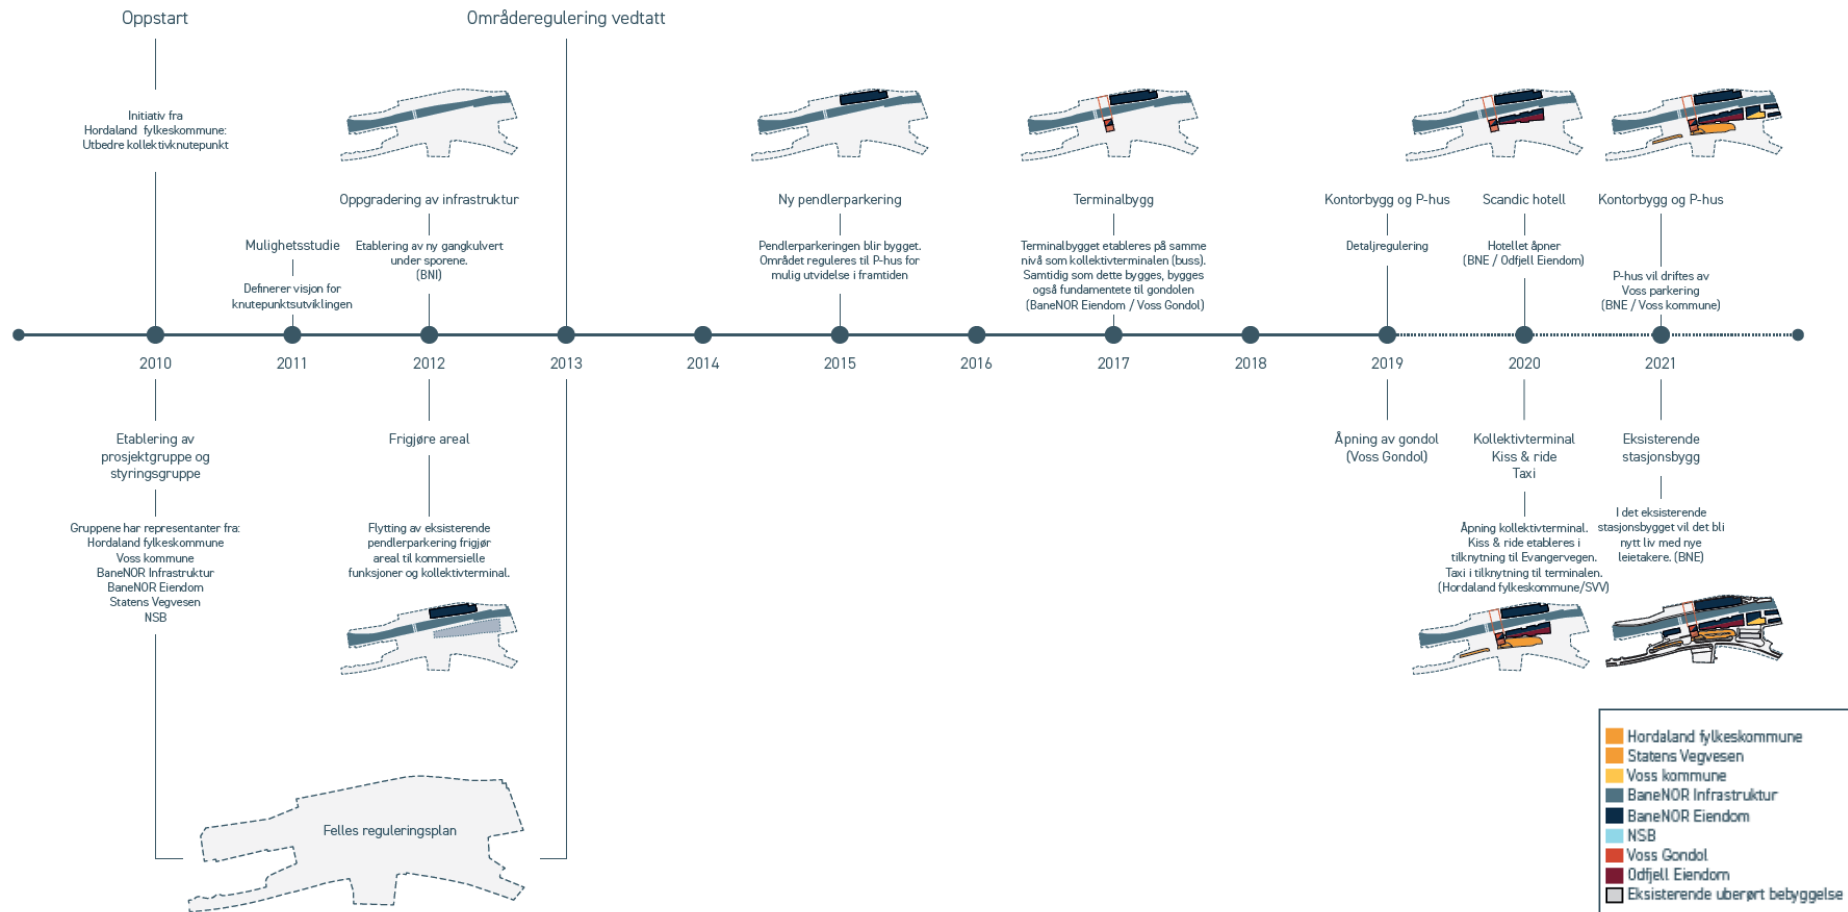 Oppstart
Områderegulering vedtatt
Initiativ fra
Hordaland fylkeskommune:
Utbedre kollektivknutepunkt
Mulighetsstudie
Definerer visjon for
knutepunktsutviklingen
Oppgradering av infrastruktur
Etablering av ny gangkulvert
under sporene.
(BNI)
Ny pendlerparkering
Pendlerparkeringen blir bygget.
Området reguleres til P-hus for
mulig utvidelse i framtiden
Terminalbygg
Terminalbygget etableres på samme
nivå som kollektivterminalen (buss).
Samtidig som dette bygges, bygges
også fundamentete til gondolen
(BaneNOR Eiendom / Voss Gondol)
Kontorbygg og P-hus
Detaljregulering
Scandic hotell
Hotellet åpner
(BNE / Odfjell Eiendom)
Kontorbygg og P-hus
P-hus vil driftes av
Voss parkering
(BNE / Voss kommune)
2010
2011
2012
2013
2014
2015
2016
2017
2018
2019
2020
2021
Etablering av
prosjektgruppe og
styringsgruppe
Gruppene har representanter fra:
Hordaland fylkeskommune
Voss kommune
BaneNOR Infrastruktur
BaneNOR Eiendom
Statens Vegvesen
NSB
Frigjøre areal
Flytting av eksisterende
pendlerparkering frigjør
areal til kommersielle
funksjoner og kollektivterminal.
Åpning av gondol
(Voss Gondol)
Kollektivterminal
Kiss & ride
Taxi
Åpning kollektivterminal.
Kiss & ride etableres i
tilknytning til Evangervegen.
Taxi i tilknytning til terminalen.
(Hordaland fylkeskommune/SVV)
Eksisterende
stasjonsbygg
I det eksisterende
stasjonsbygget vil det bli
nytt liv med nye
leietakere. (BNE)
Felles reguleringsplan
Hordaland fylkeskommune
Statens Vegvesen
Voss kommune
BaneNOR Infrastruktur
BaneNOR Eiendom
NSB
Voss Gondol
Odfjell Eiendom
Eksisterende uberørt bebyggelse